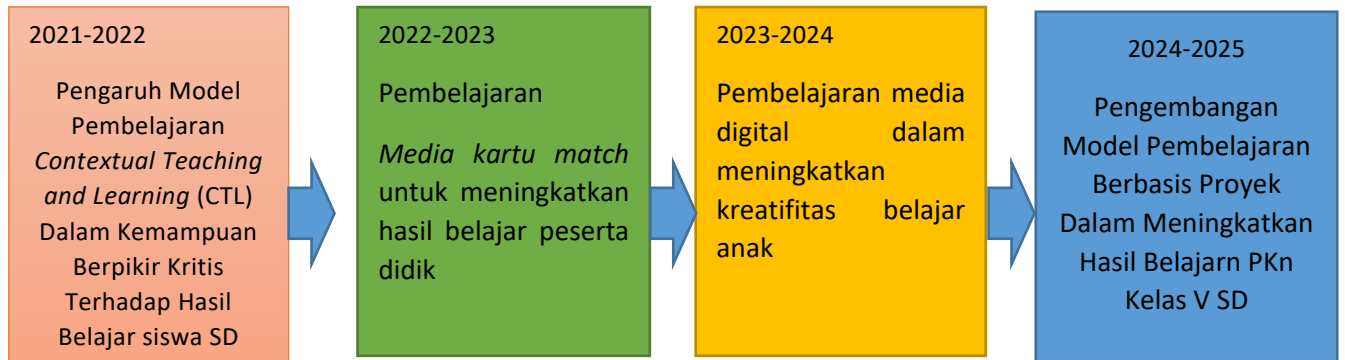 2021-2022
Pengaruh Model
Pembelajaran
Contextual Teaching
and Learning (CTL)
Dalam Kemampuan
Berpikir Kritis
Terhadap Hasil
Belajar siswa SD
2022-2023
Pembelajaran
Media kartu match
untuk meningkatkan
hasil belajar peserta
didik
2023-2024
Pembelajaran media
digital dalam
meningkatkan
kreatifitas belajar
anak
2024-2025
Pengembangan
Model Pembelajaran
Berbasis Proyek
Dalam Meningkatkan
Hasil Belajarn PKn
Kelas V SD